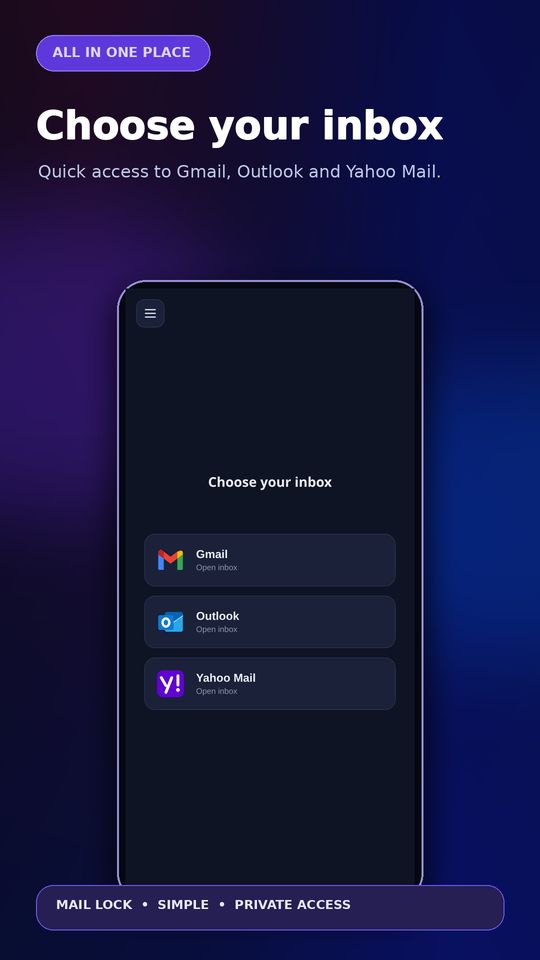 ALL IN ONE PLACE
Choose your inbox
Quick access to Gmail, Outlook and Yahoo Mail.
Choose your inbox
Gmail
Open inbox
Outlook
Open inbox
Yahoo Mail
Open inbox
MAIL LOCK • SIMPLE • PRIVATE ACCESS